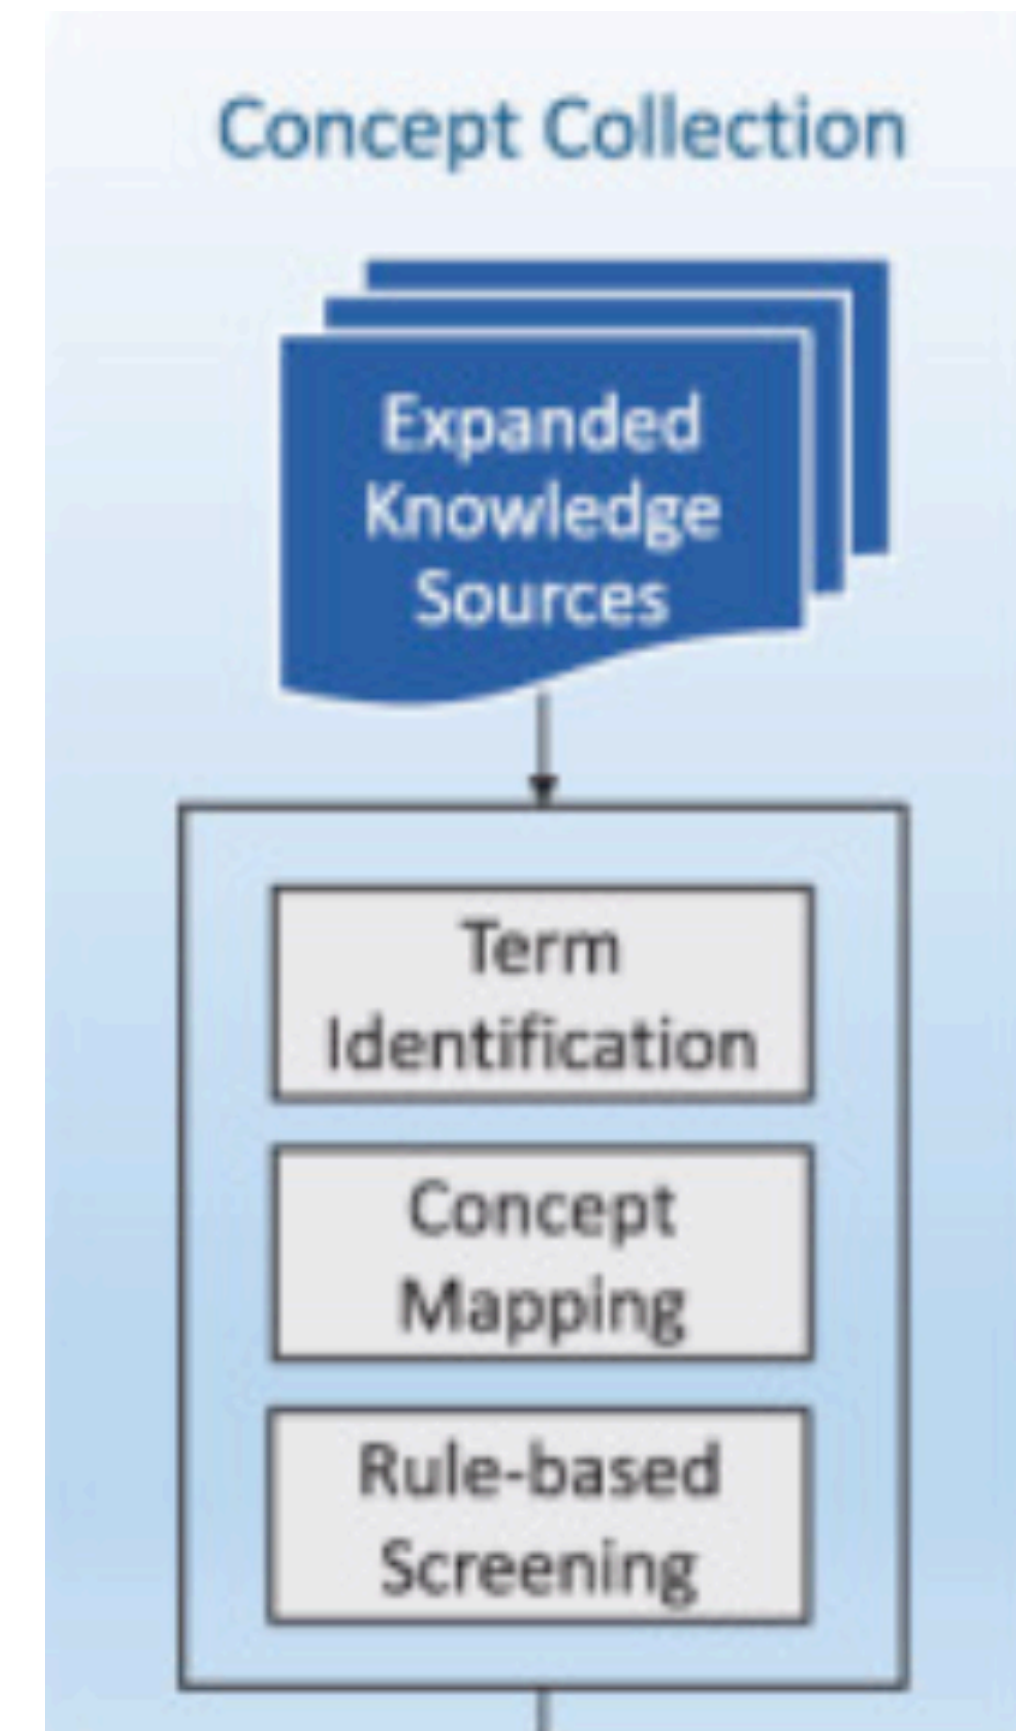 Concept Collection
Expanded
Knowledge
Sources
Term
Identification
Concept
Mapping
Rule-based
Screening